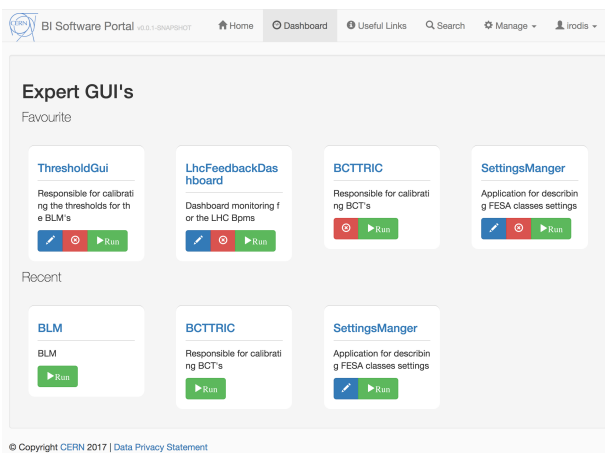 CERN BI Software Portal v3.5.1-SNAPSHOT Home Dashboard Useful Links Search Manage irodis
Expert GUI's
Favourite
ThresholdGui
Responsible for calibrati
ng the thresholds for th
e BLM's
Run
LhcFeedbackDas
hboard
Dashboard monitoring f
or the LHC Bpms
Run
BCTTRIC
Responsible for calibrati
ng BCT's
Run
SettingsManger
Application for describin
g FESA classes settings
Run
Recent
BLM
BLM
Run
BCTTRIC
Responsible for calibrati
ng BCT's
Run
SettingsManger
Application for describin
g FESA classes settings
Run
© Copyright CERN 2017 | Data Privacy Statement